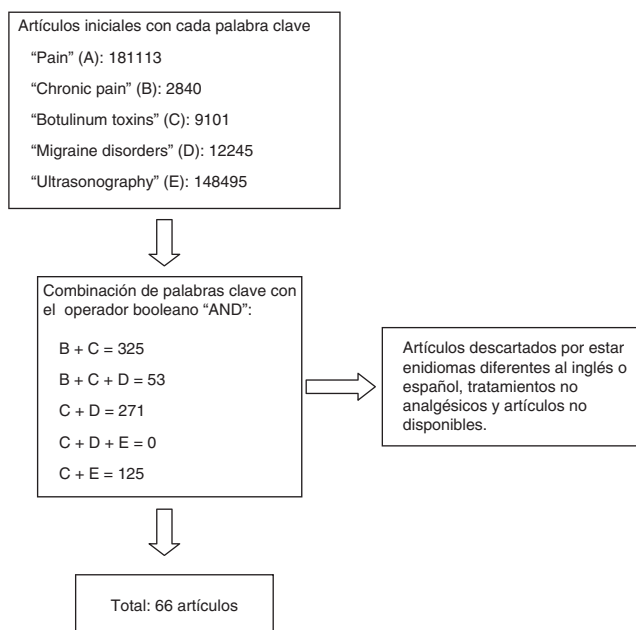 Artículos iniciales con cada palabra clave
“Pain” (A): 181113
“Chronic pain” (B): 2840
“Botulinum toxins” (C): 9101
“Migraine disorders” (D): 12245
“Ultrasonography” (E): 148495
Combinación de palabras clave con
el operador booleano “AND”:
B + C = 325
B + C + D = 53
C + D = 271
C + D + E = 0
C + E = 125
Artículos descartados por estar
enidiomas diferentes al inglés o
español, tratamientos no
analgésicos y artículos no
disponibles.
Total: 66 artículos